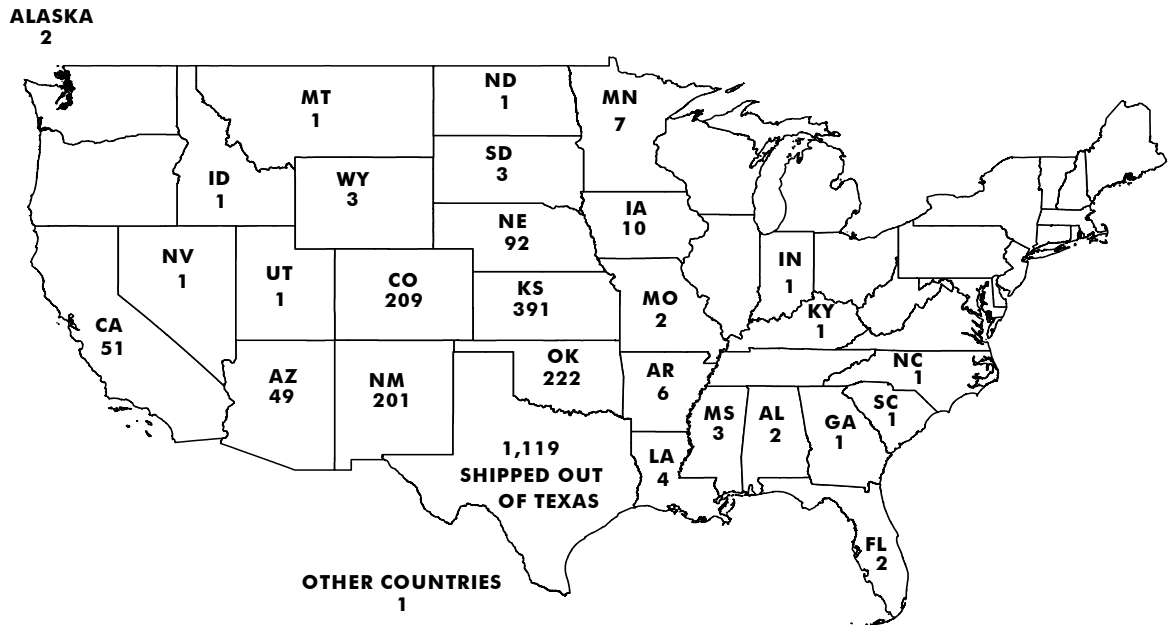 ALASKA
2
MT
1
ND
1
MN
7
SD
3
ID
1
WY
3
NE
92
IA
10
NV
1
UT
1
CO
209
KS
391
MO
2
IN
1
KY
1
CA
51
AZ
49
NM
201
OK
222
AR
6
NC
1
SC
1
MS
3
AL
2
GA
1
1,119
SHIPPED OUT
OF TEXAS
LA
4
FL
2
OTHER COUNTRIES
1